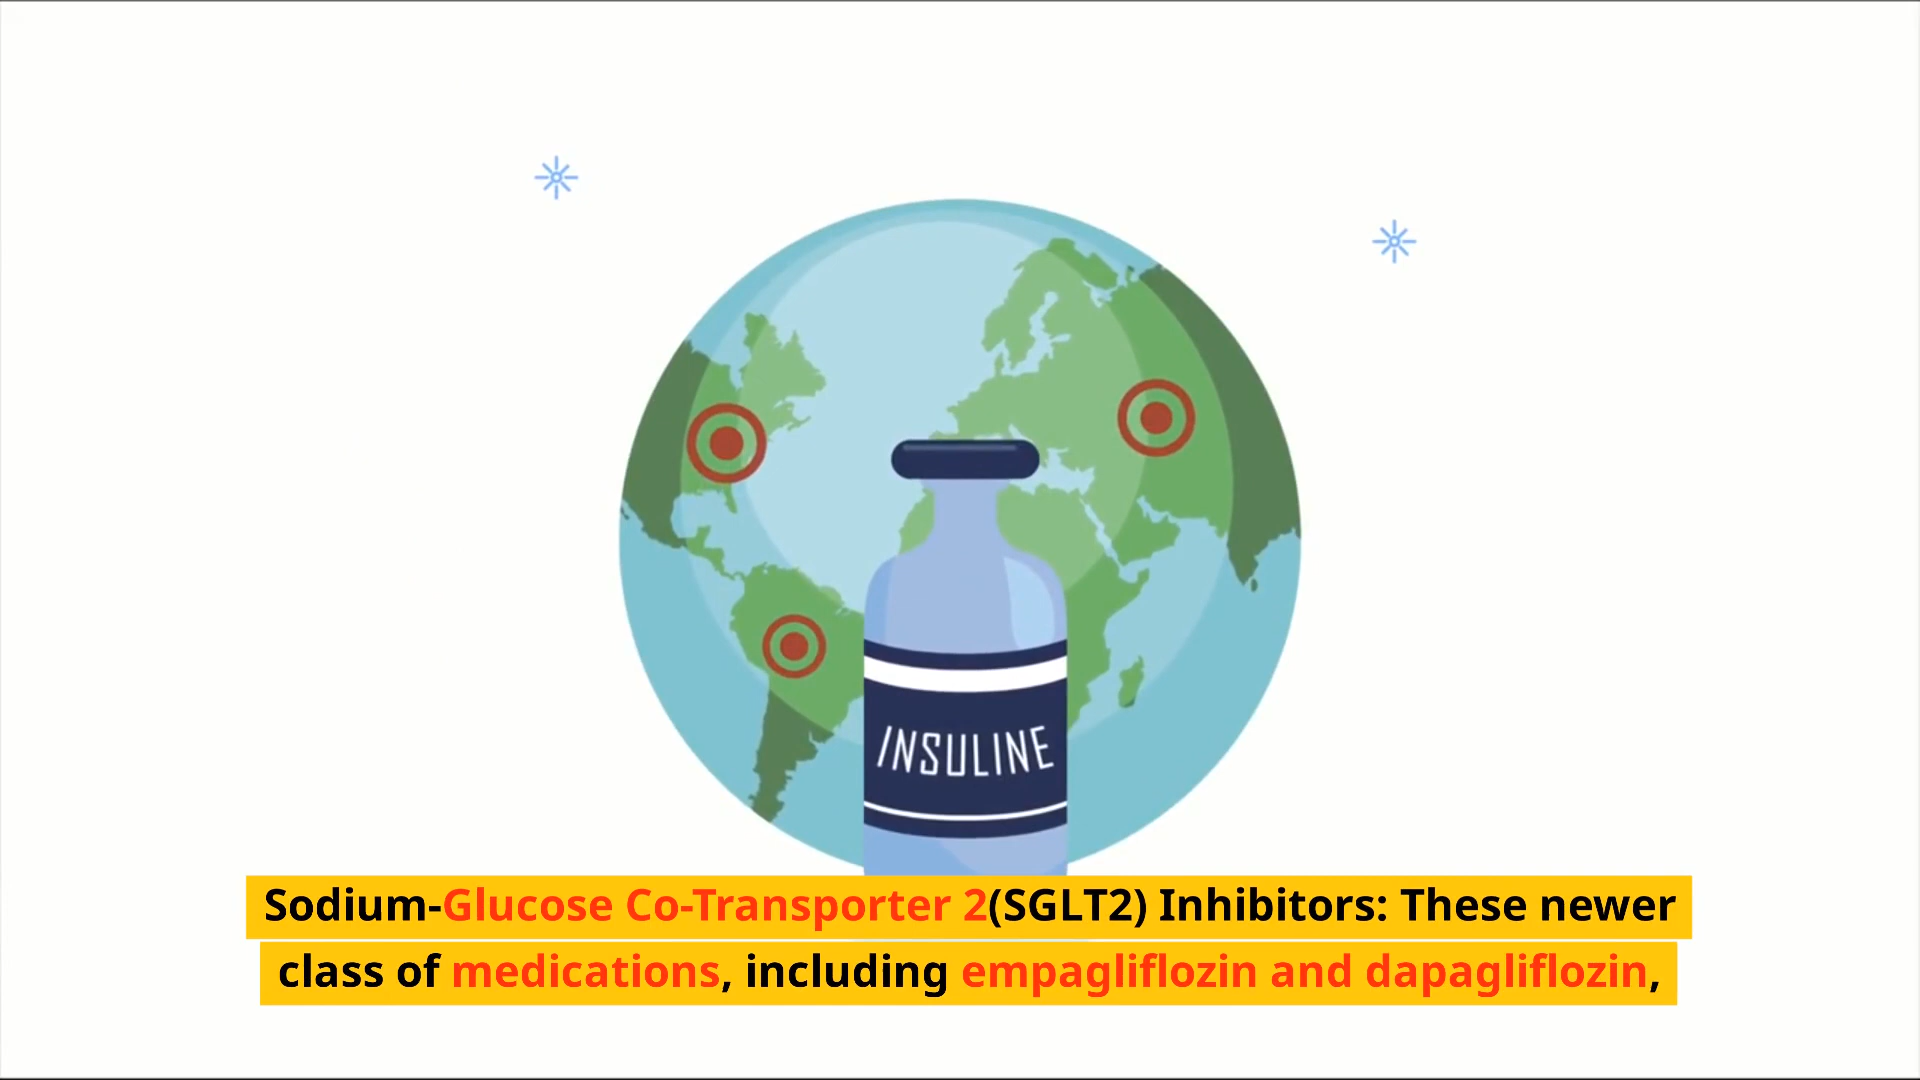 INSULINE
Sodium-Glucose Co-Transporter 2(SGLT2) Inhibitors: These newer
class of medications, including empagliflozin and dapagliflozin,